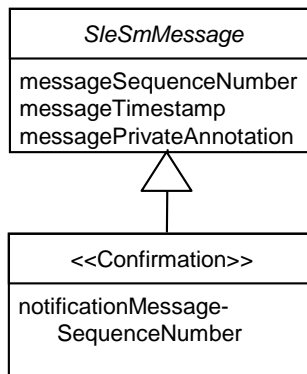 SleSmMessage
messageSequenceNumber
messageTimestamp
messagePrivateAnnotation
<<Confirmation>>
notificationMessage-
SequenceNumber